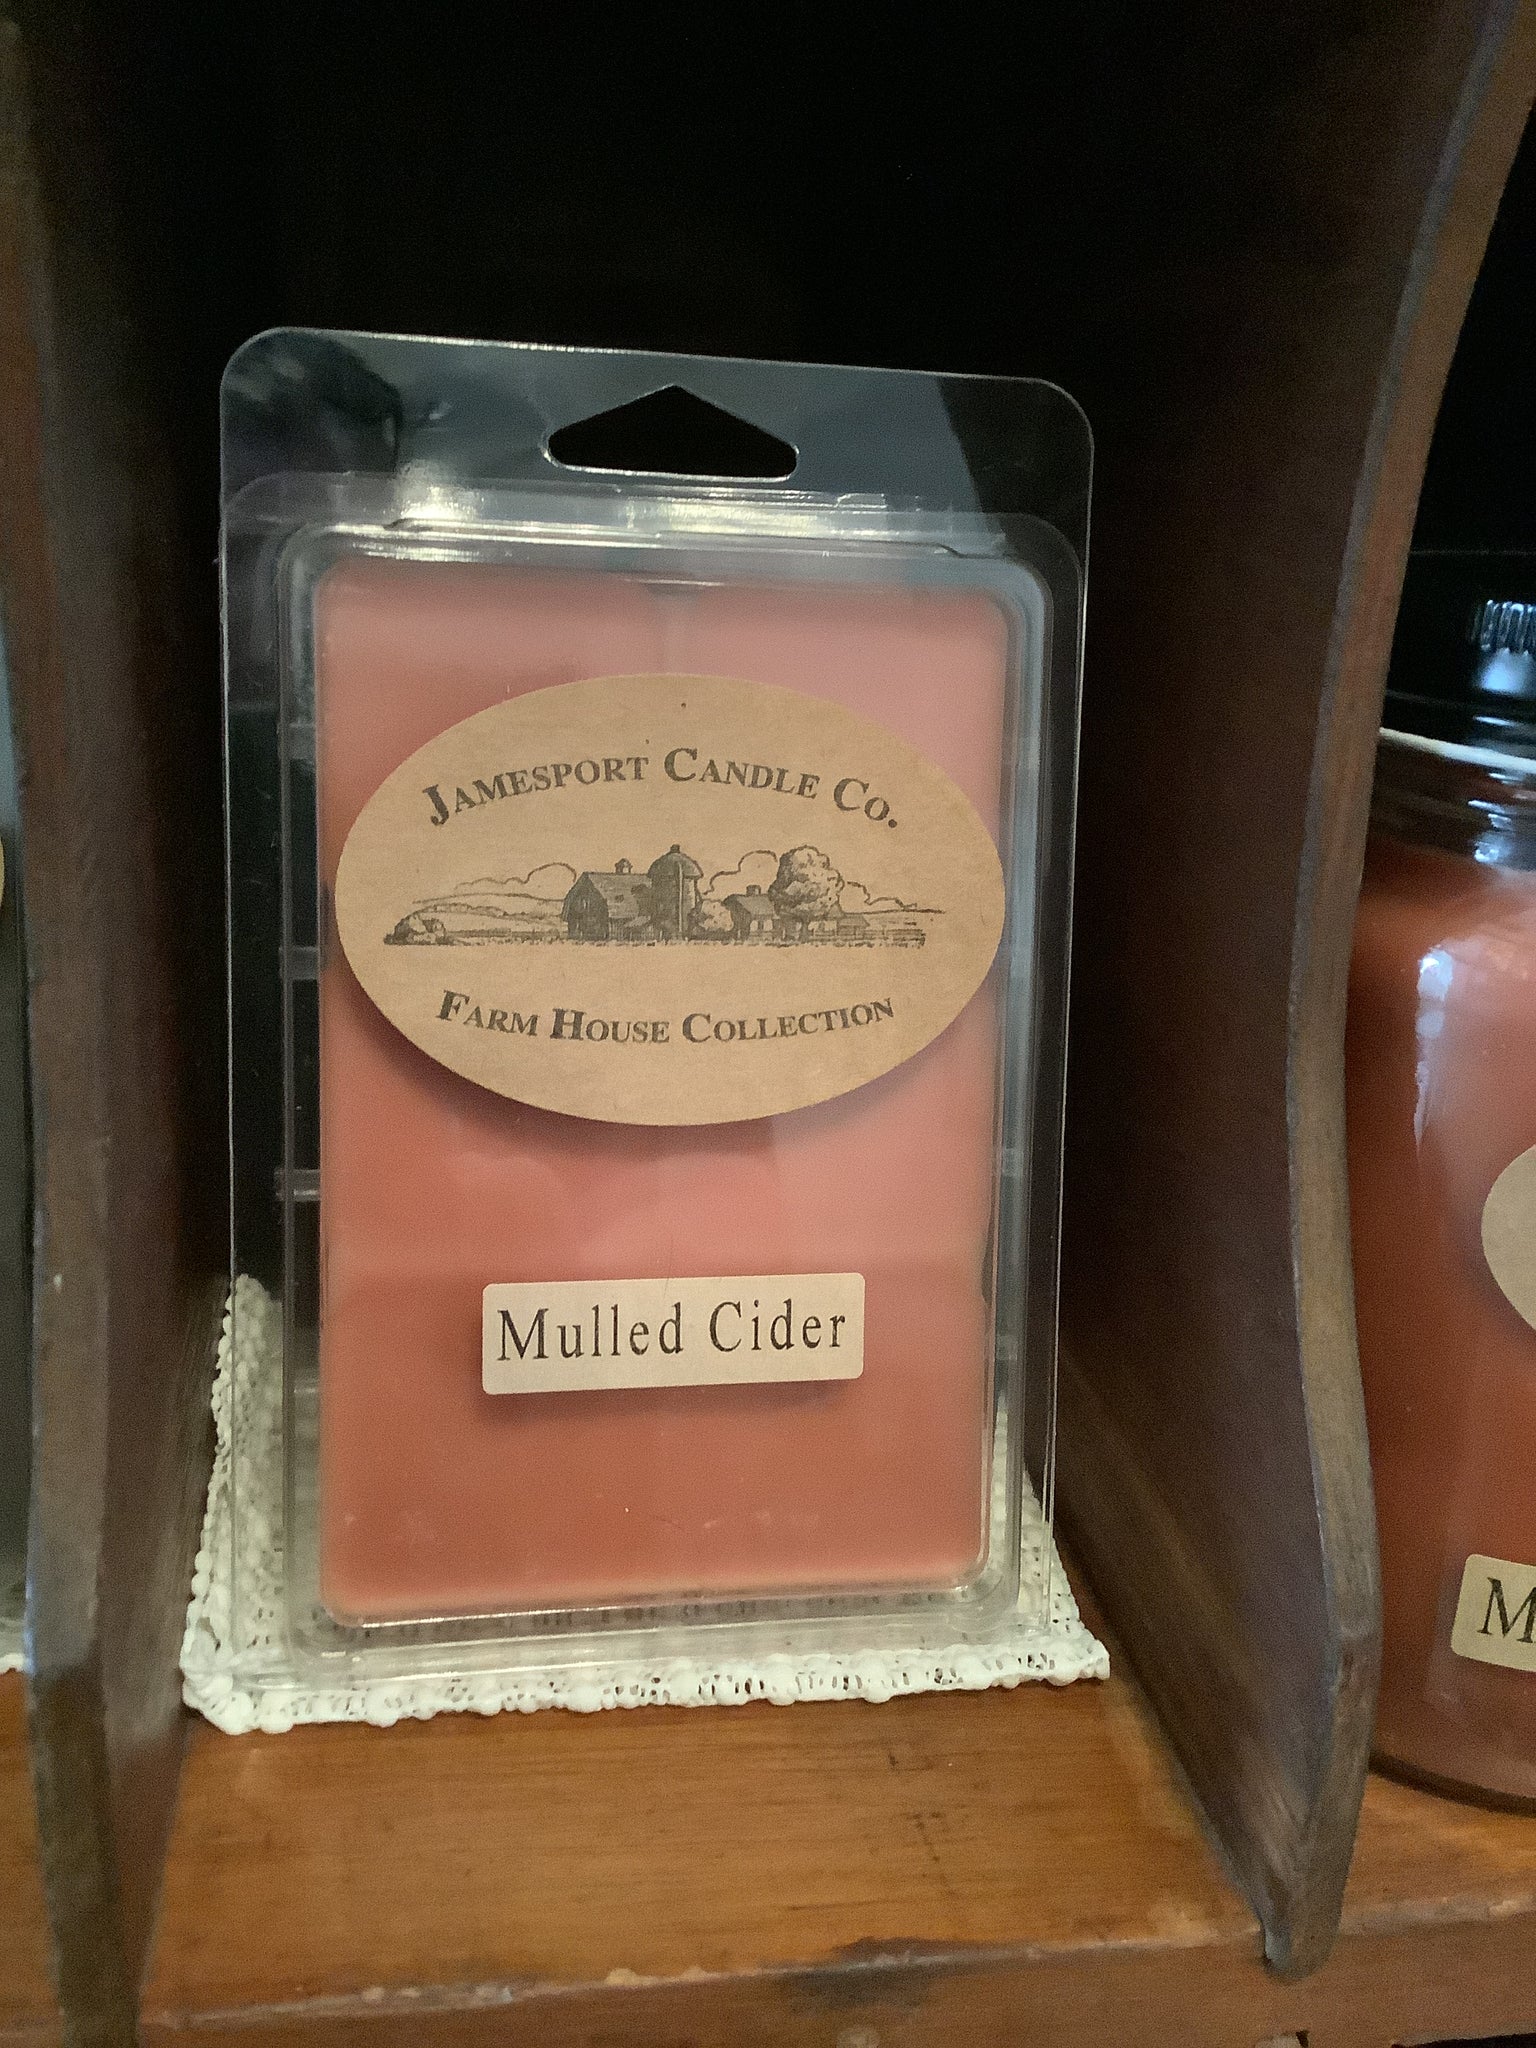 Jamesport Candle Co.
Farm House Collection
Mulled Cider
M